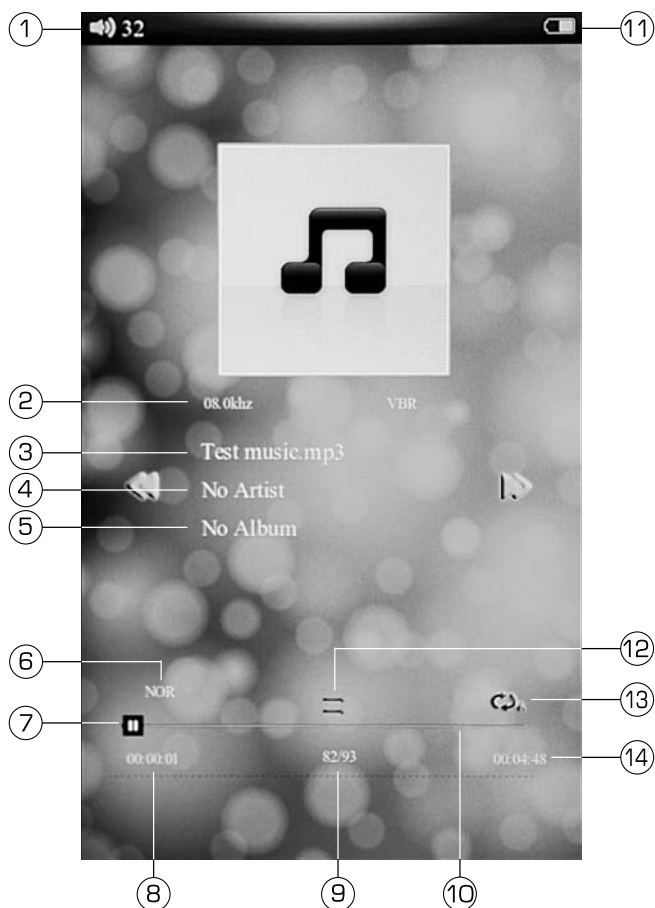 1 32 11
2 08.0khz VBR
3 Test music.mp3
4 No Artist
5 No Album
6 12
NOR 13
7
00:00:01 82/93 00:04:48 14
8 9 10